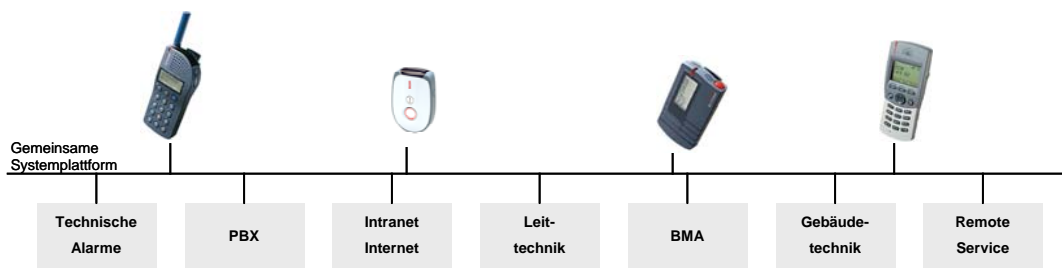 Gemeinsame
Systemplattform
Technische
Alarme
PBX
Intranet
Internet
Leit-
technik
BMA
Gebäude-
technik
Remote
Service